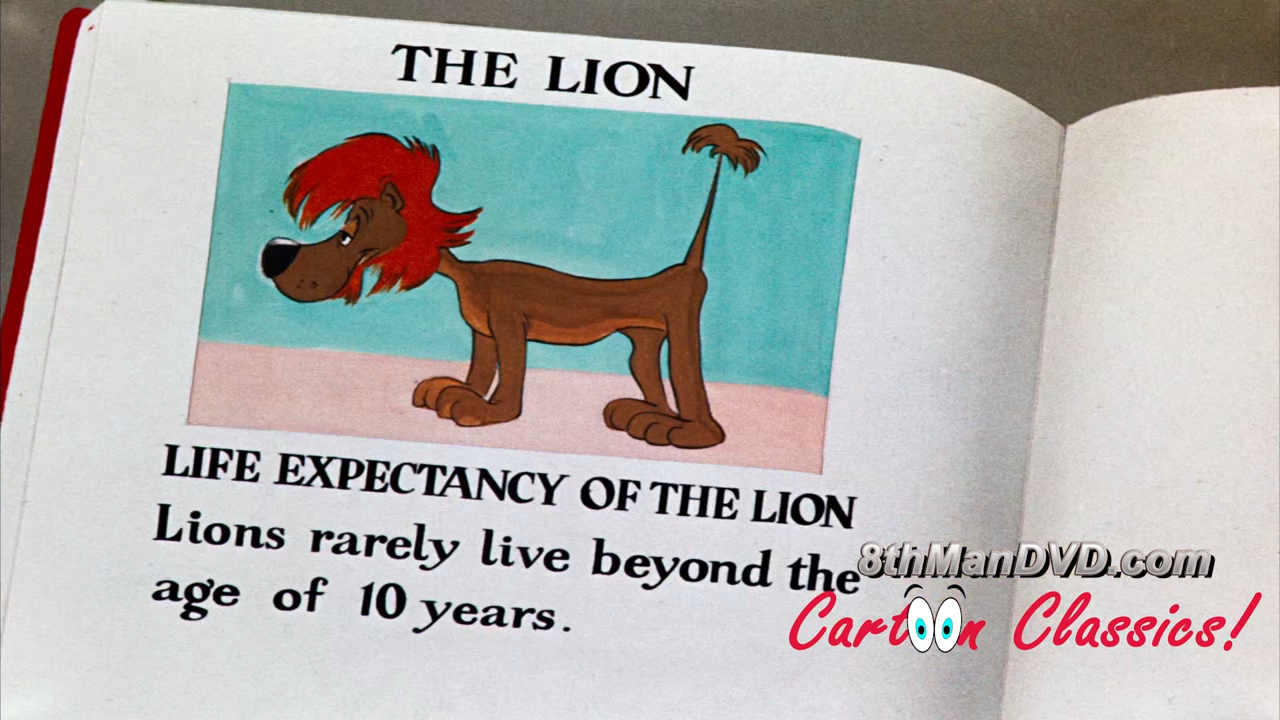 THE LION
LIFE EXPECTANCY OF THE LION
Lions rarely live beyond the
age of 10 years.
8thManDVD.com
Cartoon Classics!